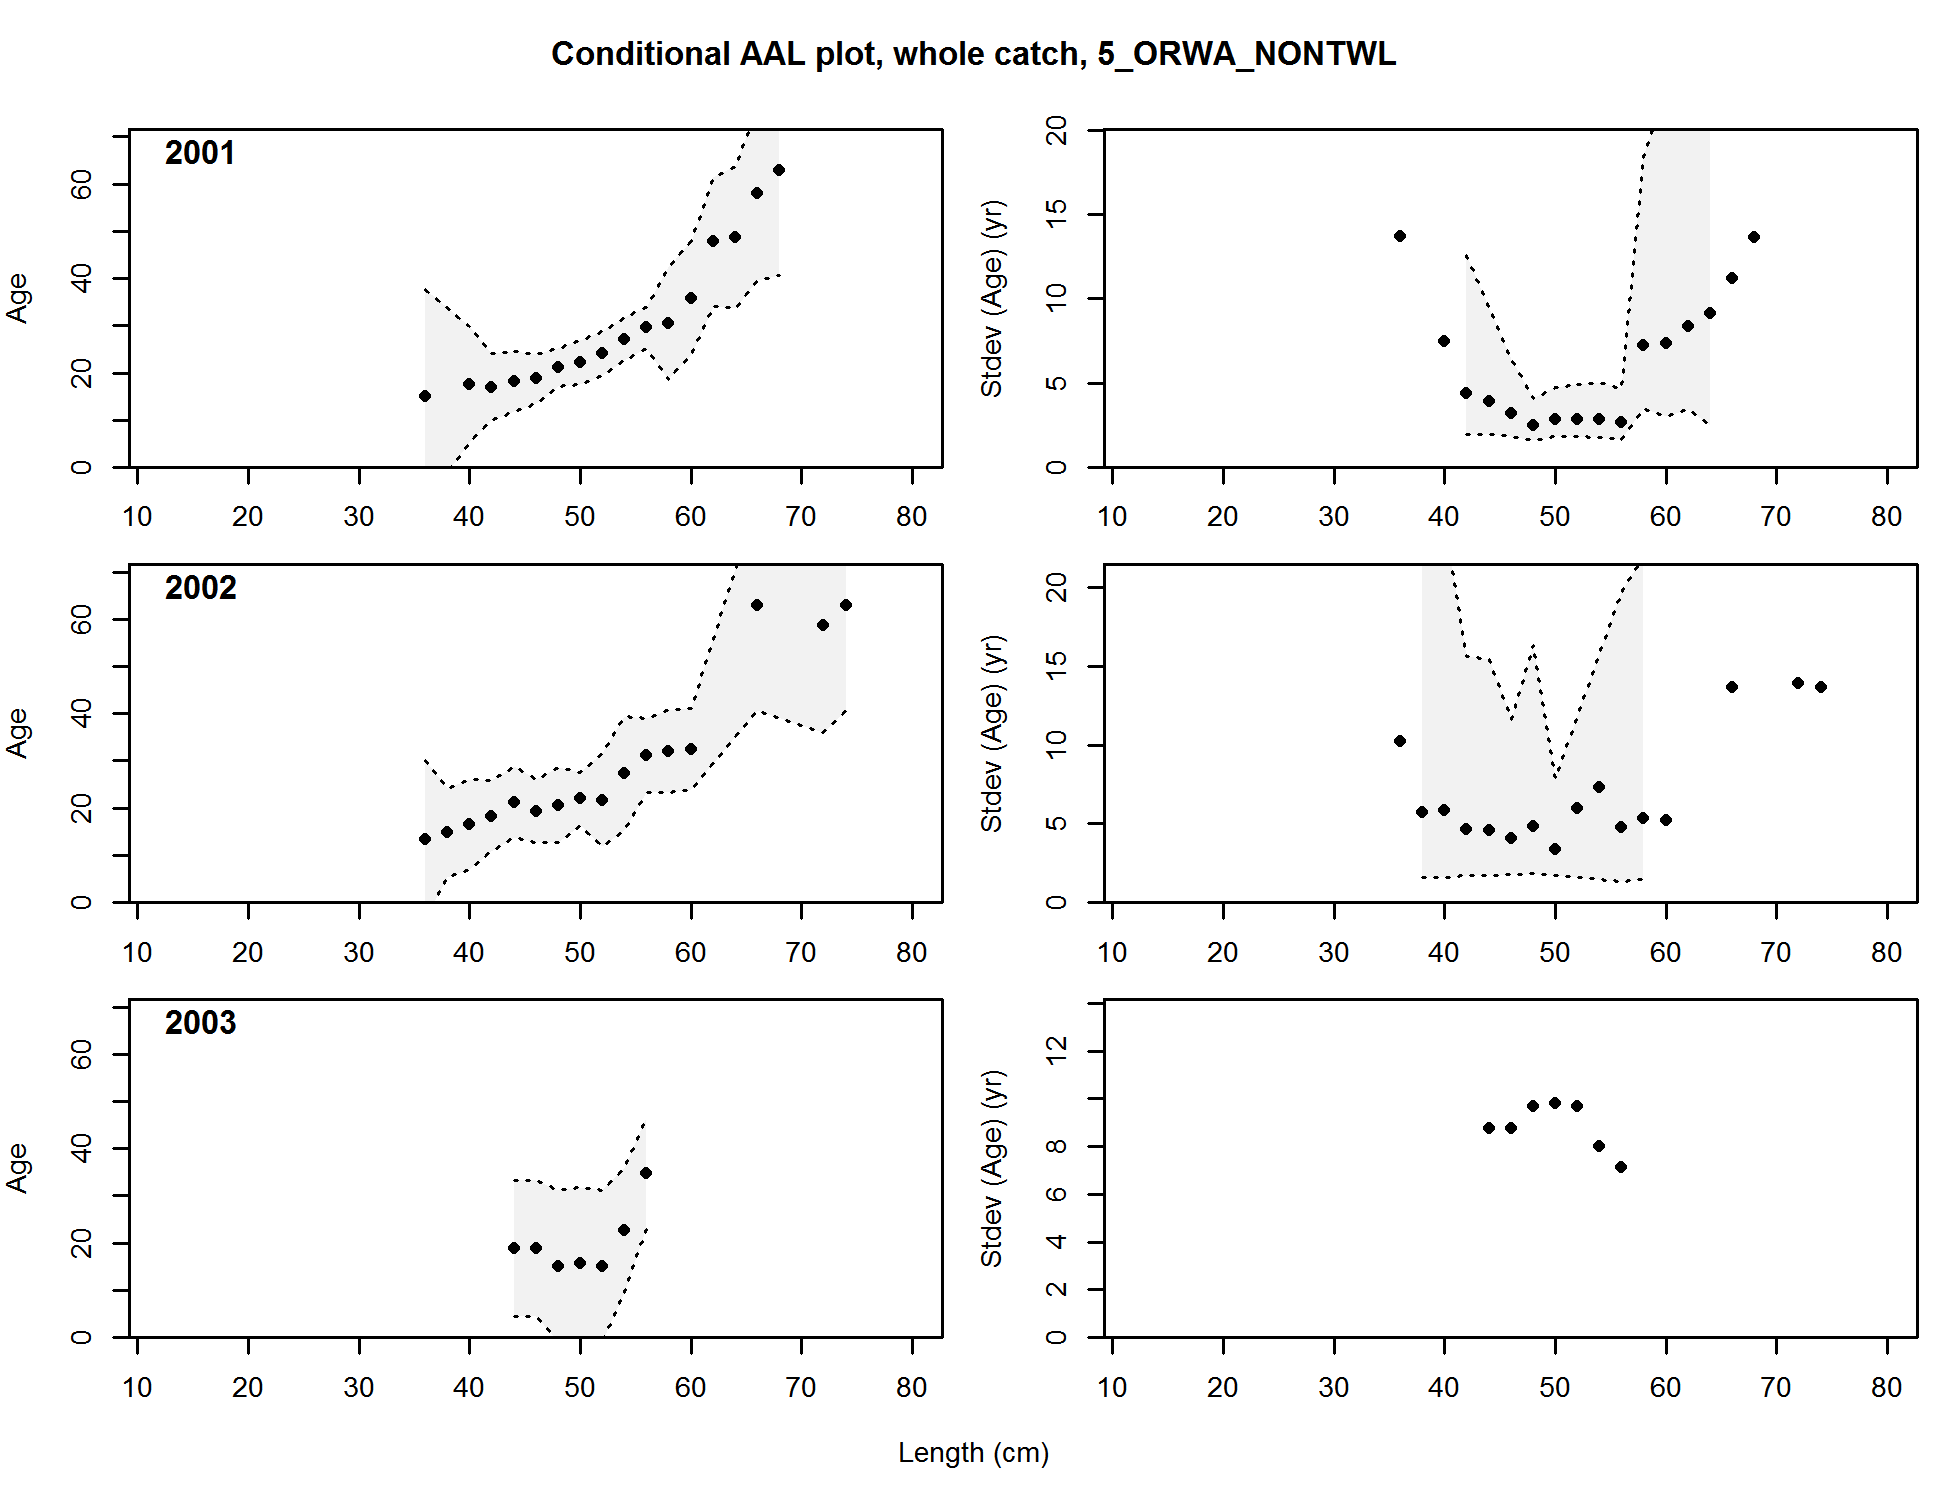 Conditional AAL plot, whole catch, 5_ORWA_NONTWL
2001
Age
0 20 40 60
10 20 30 40 50 60 70 80
Stdev (Age) (yr)
0 5 10 15 20
10 20 30 40 50 60 70 80
2002
Age
0 20 40 60
10 20 30 40 50 60 70 80
Stdev (Age) (yr)
0 5 10 15 20
10 20 30 40 50 60 70 80
2003
Age
0 20 40 60
10 20 30 40 50 60 70 80
Stdev (Age) (yr)
0 2 4 6 8 12
10 20 30 40 50 60 70 80
Length (cm)